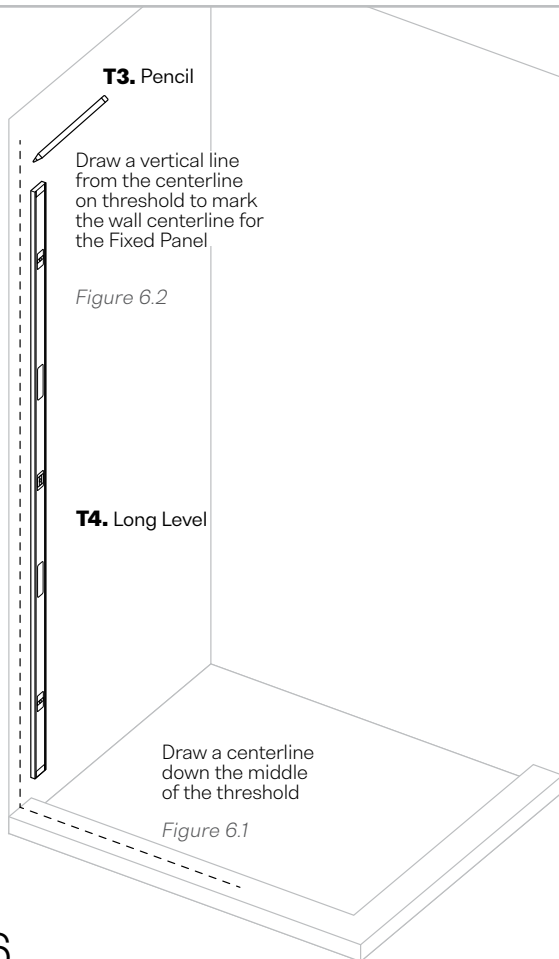 T3. Pencil
Draw a vertical line
from the centerline
on threshold to mark
the wall centerline for
the Fixed Panel
Figure 6.2
T4. Long Level
Draw a centerline
down the middle
of the threshold
Figure 6.1
6